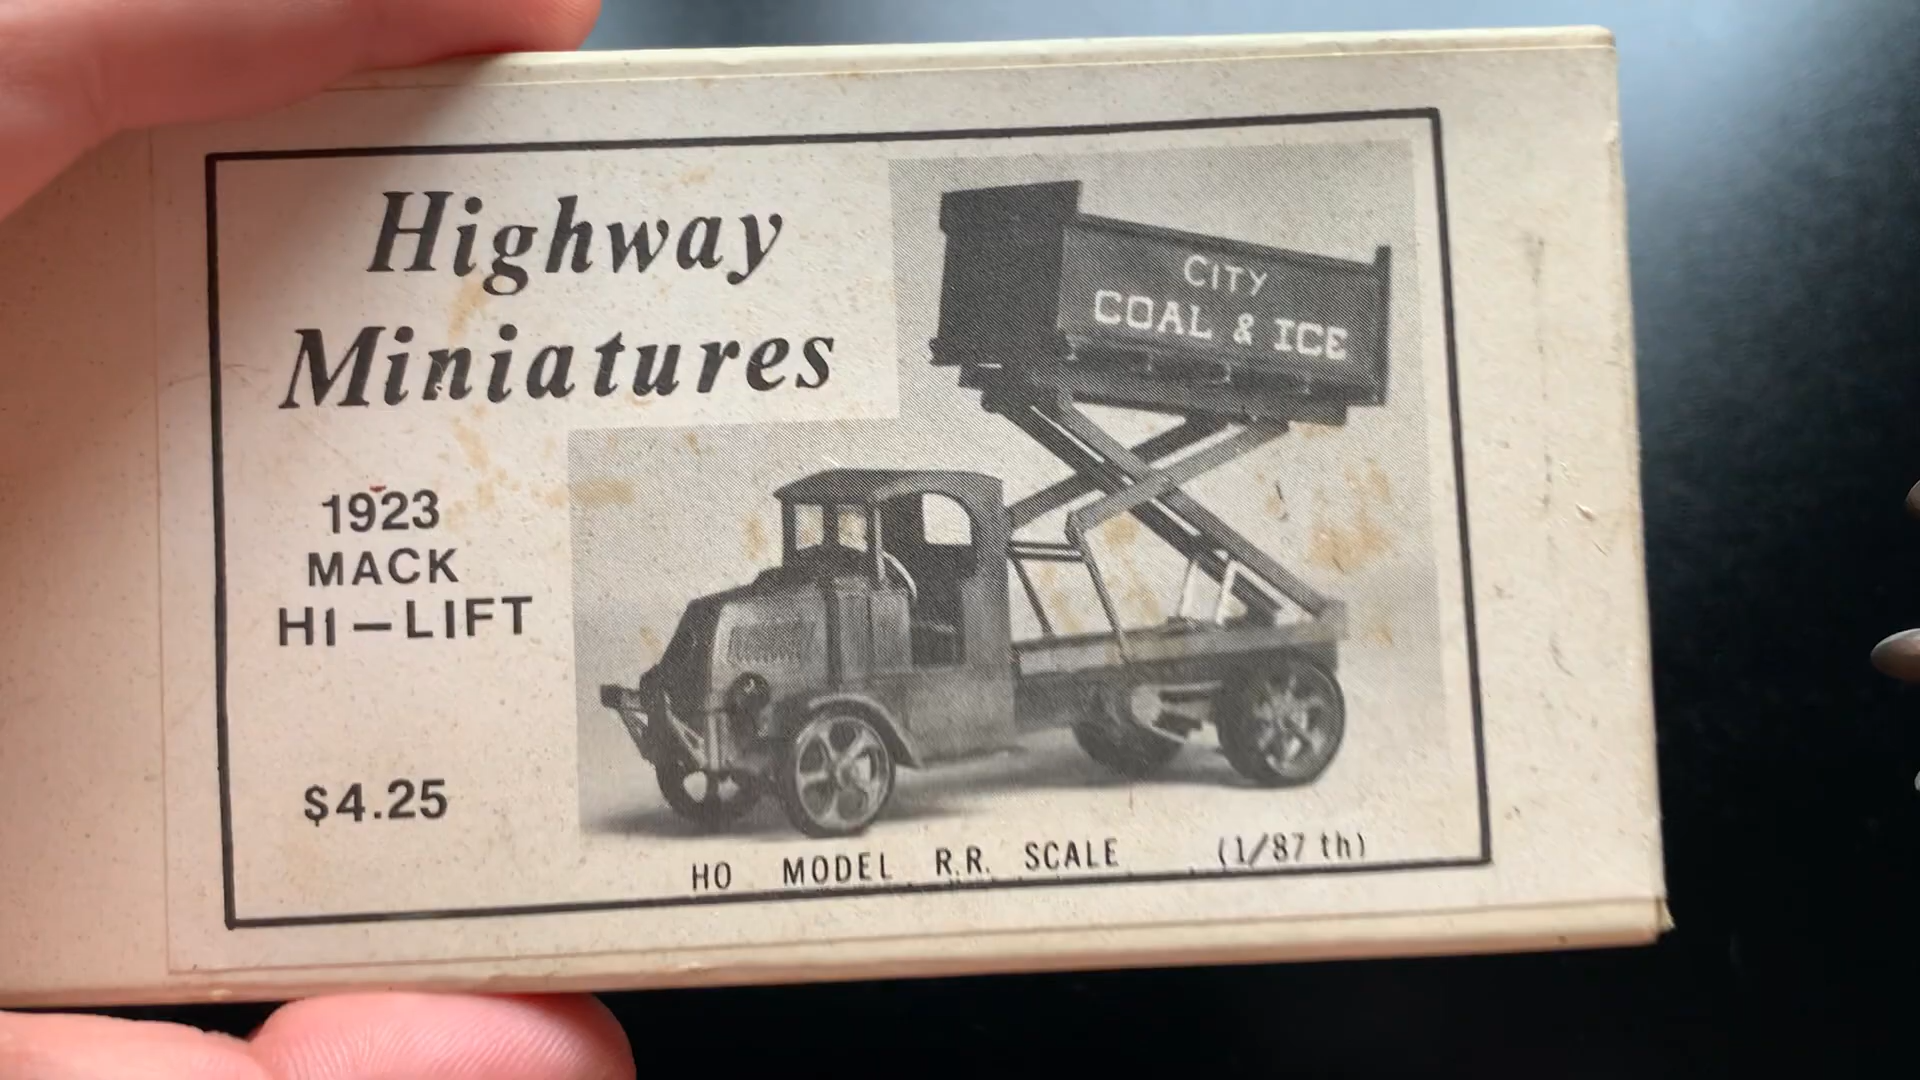 Highway
Miniatures
CITY
COAL & ICE
1923
MACK
HI-LIFT
$4.25
HO MODEL R.R. SCALE (1/87 th)